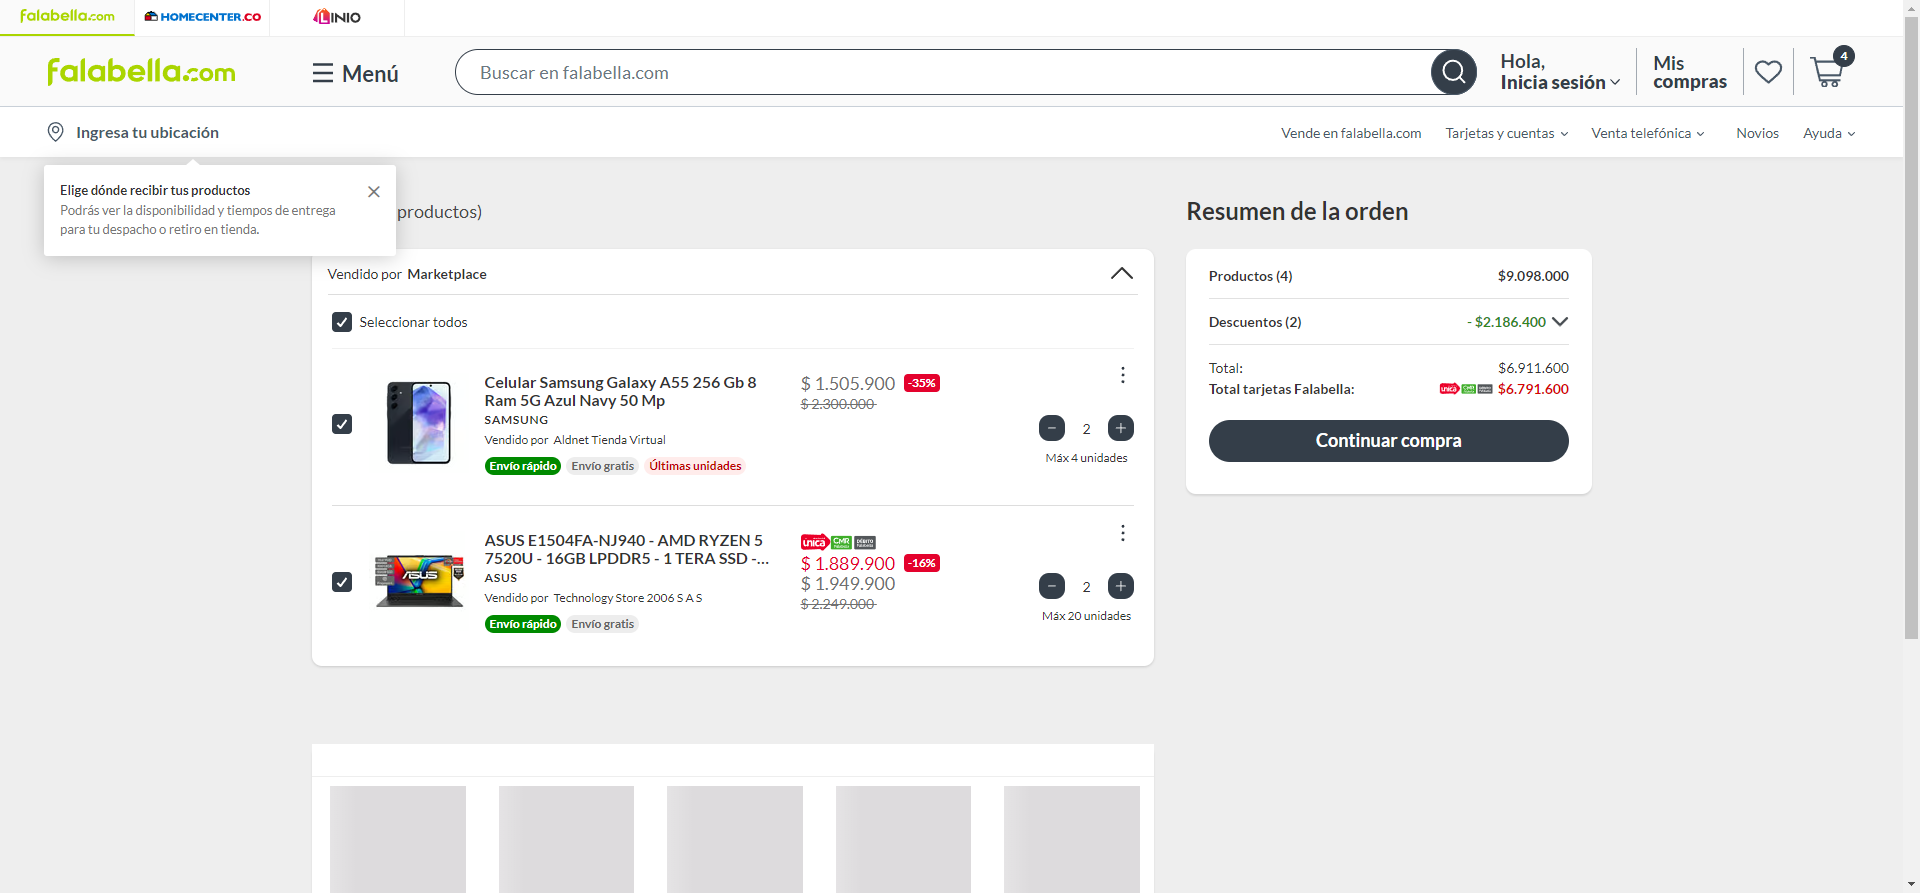 falabella.com
HOMECENTER.CO
LINIO
falabella.com
Menú
Buscar en falabella.com
Hola,
Inicia sesión
Mis
compras
4
Ingresa tu ubicación
Vende en falabella.com
Tarjetas y cuentas
Venta telefónica
Novios
Ayuda
Elige dónde recibir tus productos
Podrás ver la disponibilidad y tiempos de entrega
para tu despacho o retiro en tienda.
productos)
Vendido por Marketplace
Seleccionar todos
Celular Samsung Galaxy A55 256 Gb 8
Ram 5G Azul Navy 50 Mp
SAMSUNG
Vendido por Aldnet Tienda Virtual
Envío rápido
Envío gratis
Últimas unidades
$ 1.505.900
-35%
$ 2.300.000
2
Máx 4 unidades
ASUS E1504FA-NJ940 - AMD RYZEN 5
7520U - 16GB LPDDR5 - 1 TERA SSD -...
ASUS
Vendido por Technology Store 2006 S A S
Envío rápido
Envío gratis
ASUS
única
CMR
$ 1.889.900
-16%
$ 1.949.900
$ 2.249.000
2
Máx 20 unidades
Resumen de la orden
Productos (4)
$9.098.000
Descuentos (2)
- $2.186.400
Total:
$6.911.600
Total tarjetas Falabella:
única
CMR
$6.791.600
Continuar compra